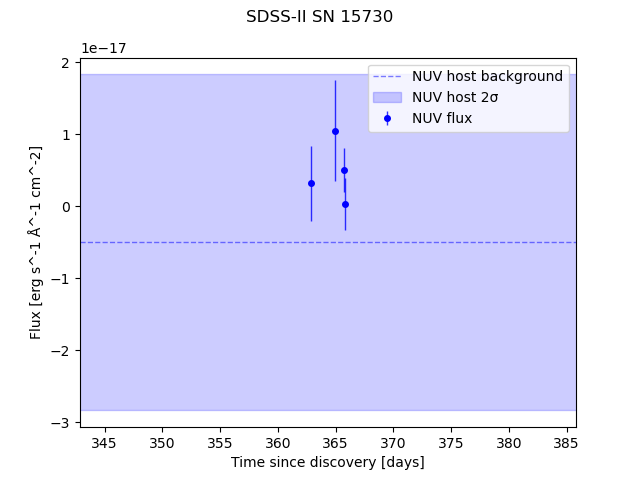 SDSS-II SN 15730
1e−17
NUV host background
NUV host 2σ
NUV flux
2
1
0
−1
−2
−3
Flux [erg s^-1 Å^-1 cm^-2]
345 350 355 360 365 370 375 380 385
Time since discovery [days]